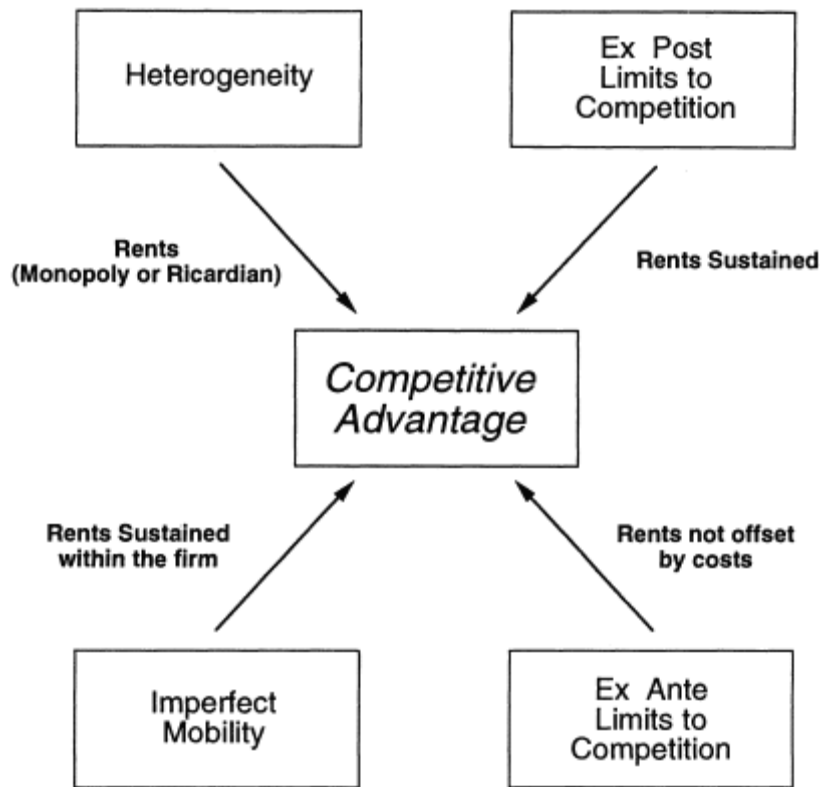 Heterogeneity
Ex Post
Limits to
Competition
Rents
(Monopoly or Ricardian)
Rents Sustained
Competitive
Advantage
Rents Sustained
within the firm
Rents not offset
by costs
Imperfect
Mobility
Ex Ante
Limits to
Competition